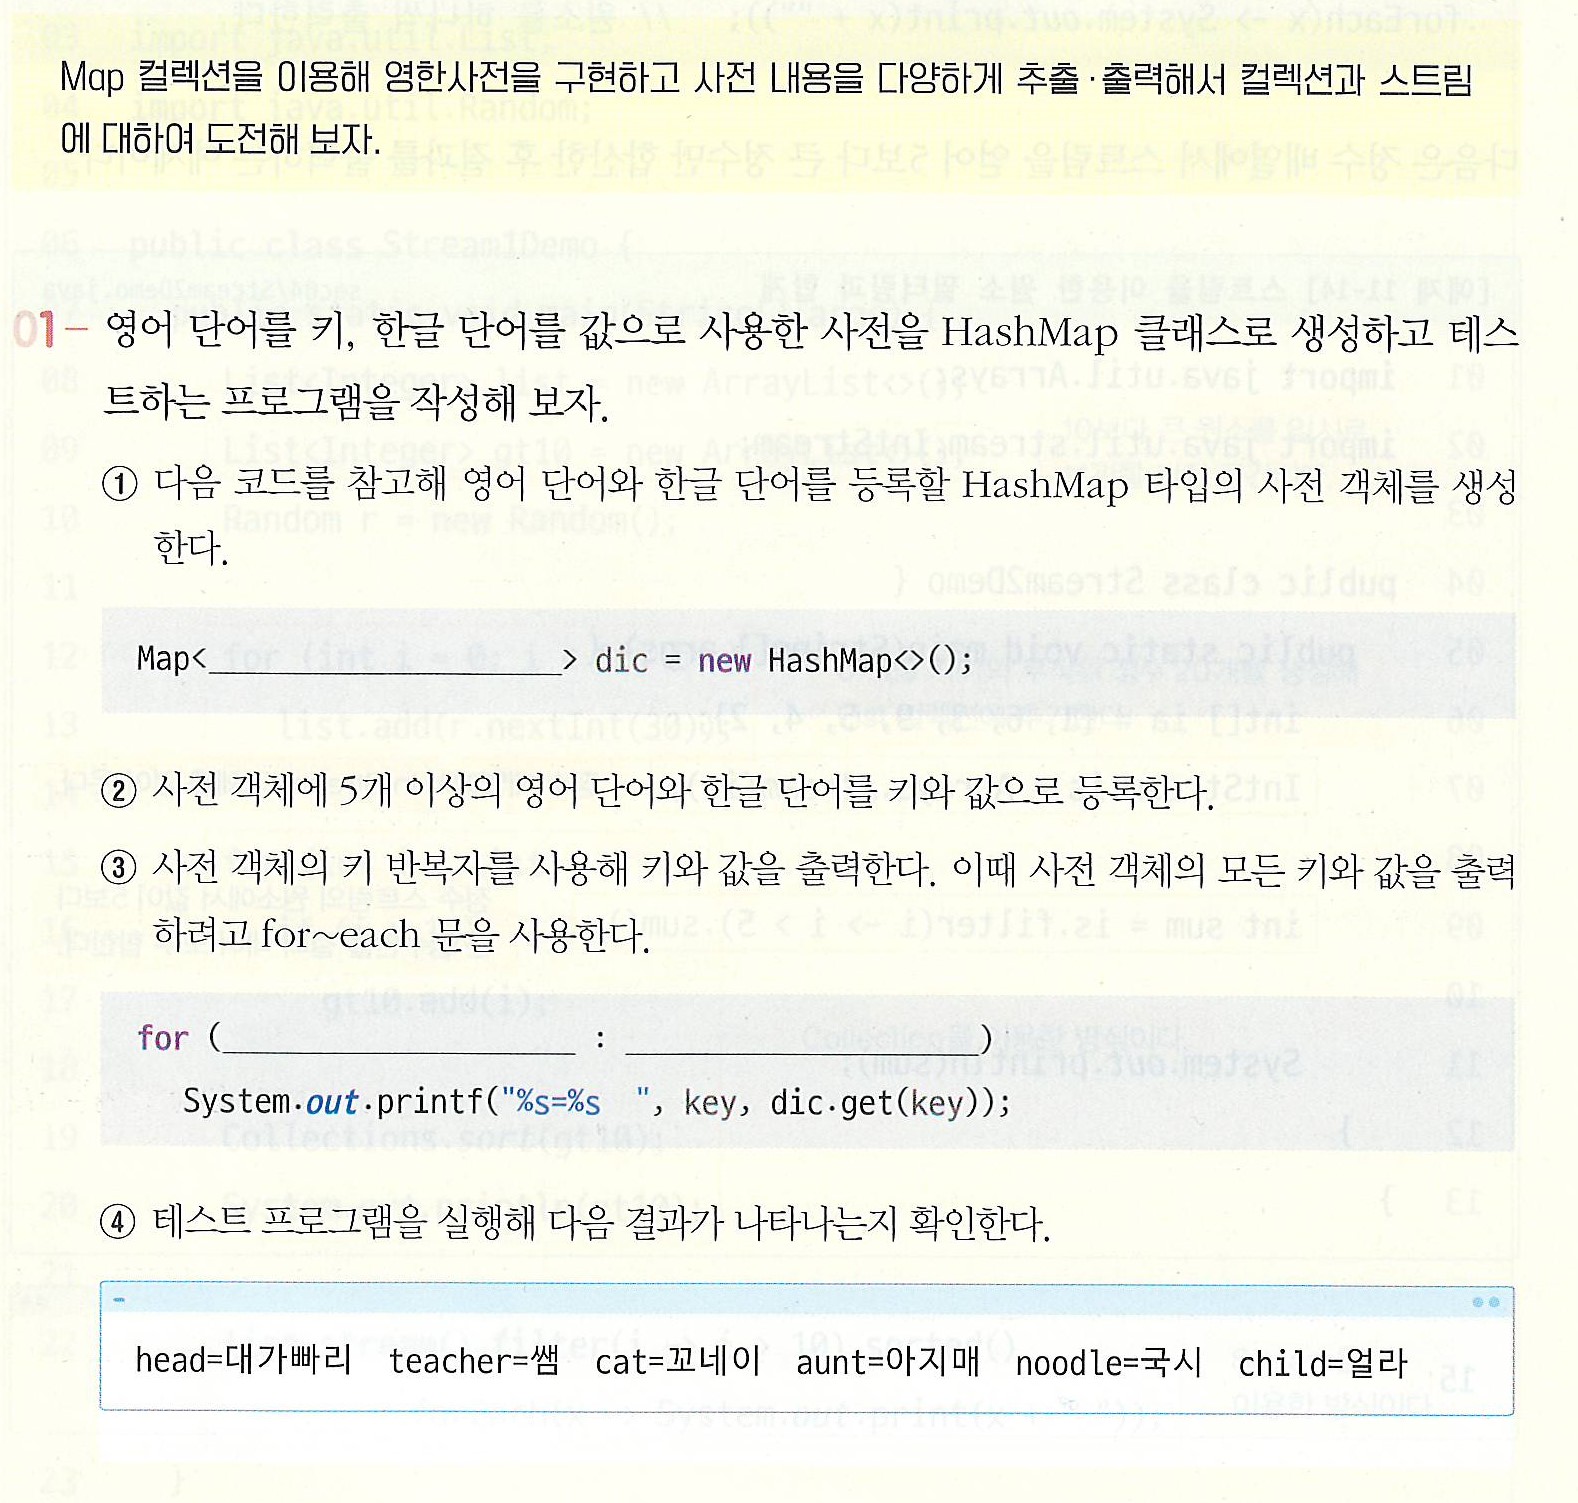 Map 컬렉션을 이용해 영한사전을 구현하고 사전 내용을 다양하게 추출·출력해서 컬렉션과 스트림
에 대하여 도전해 보자.
01 영어 단어를 키, 한글 단어를 값으로 사용한 사전을 HashMap 클래스로 생성하고 테스
트하는 프로그램을 작성해 보자.
① 다음 코드를 참고해 영어 단어와 한글 단어를 등록할 HashMap 타입의 사전 객체를 생성
한다.
Map<____________________> dic = new HashMap<>();
② 사전 객체에 5개 이상의 영어 단어와 한글 단어를 키와 값으로 등록한다.
③ 사전 객체의 키 반복자를 사용해 키와 값을 출력한다. 이때 사전 객체의 모든 키와 값을 출력
하려고 for~each 문을 사용한다.
for (____________________ : ____________________)
System.out.printf("%s=%s  ", key, dic.get(key));
④ 테스트 프로그램을 실행해 다음 결과가 나타나는지 확인한다.
head=대가빠리  teacher=쌤  cat=꼬네이  aunt=아지매  noodle=국시  child=얼라